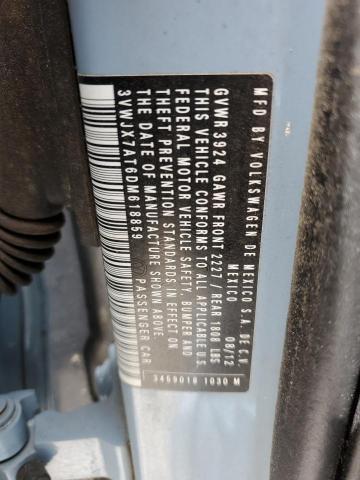 MFD BY VOLKSWAGEN DE MEXICO S.A. DE C.V.
MEXICO 08/12
GVWR 3924 GAWR FRONT 2227 / REAR 1808 LBS
THIS VEHICLE CONFORMS TO ALL APPLICABLE U.S.
FEDERAL MOTOR VEHICLE SAFETY, BUMPER AND
THEFT PREVENTION STANDARDS IN EFFECT ON
THE DATE OF MANUFACTURE SHOWN ABOVE
3VWJX7AT6DM618859 PASSENGER CAR
3459018 1030 M